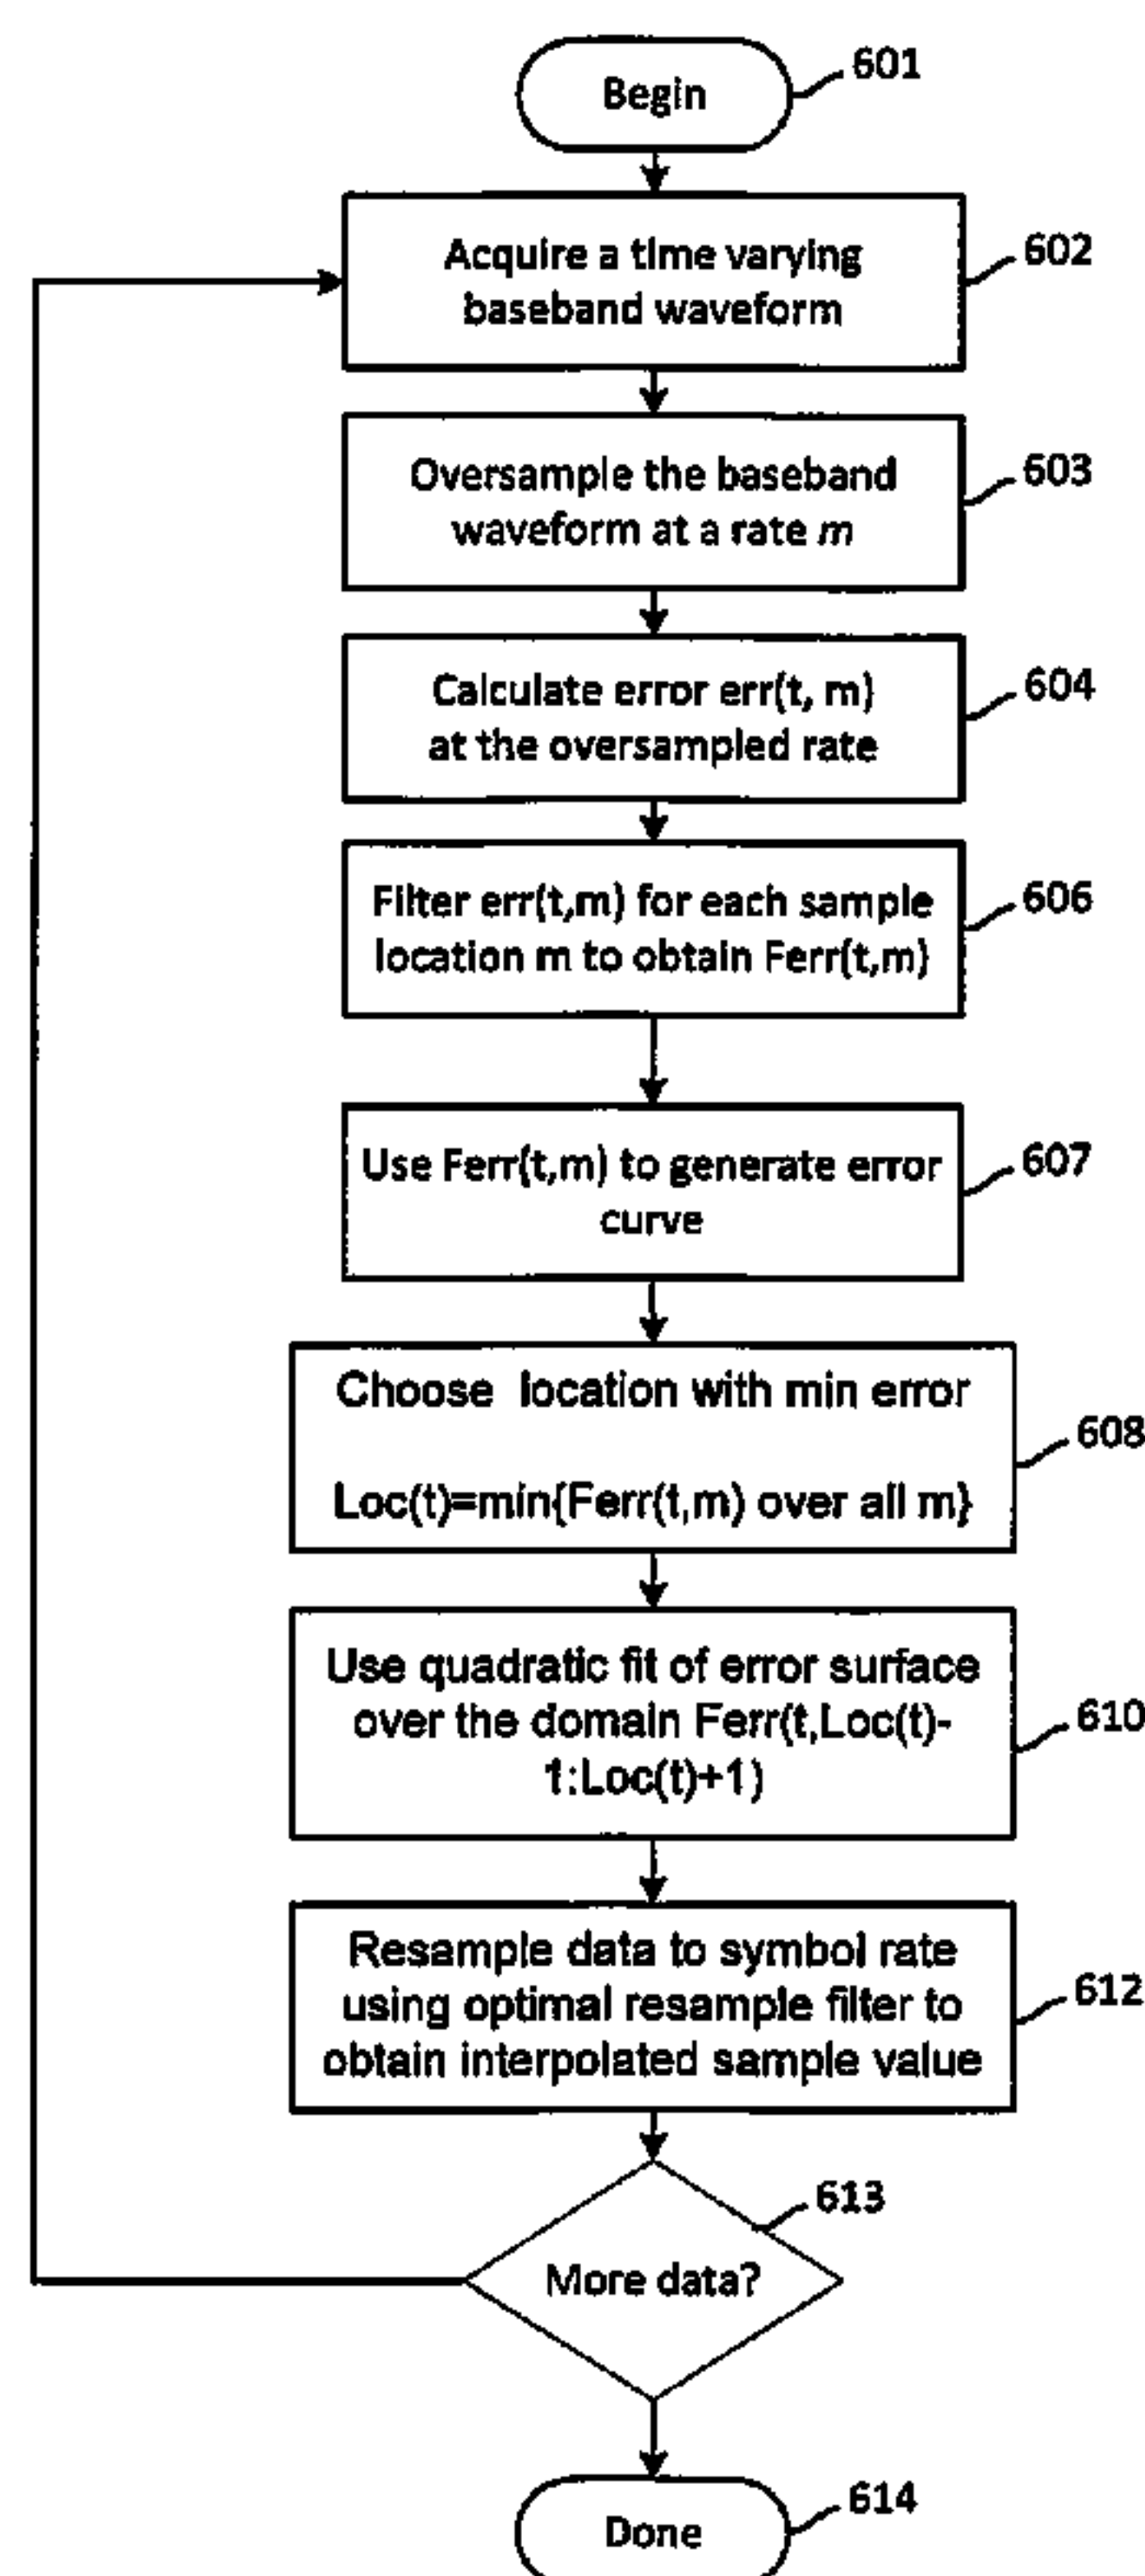 Begin
601
Acquire a time varying
baseband waveform
602
Oversample the baseband
waveform at a rate m
603
Calculate error err(t, m)
at the oversampled rate
604
Filter err(t,m) for each sample
location m to obtain Ferr(t,m)
606
Use Ferr(t,m) to generate error
curve
607
Choose location with min error
Loc(t)=min{Ferr(t,m) over all m}
608
Use quadratic fit of error surface
over the domain Ferr(t,Loc(t)-
1:Loc(t)+1)
610
Resample data to symbol rate
using optimal resample filter to
obtain interpolated sample value
612
More data?
613
Done
614